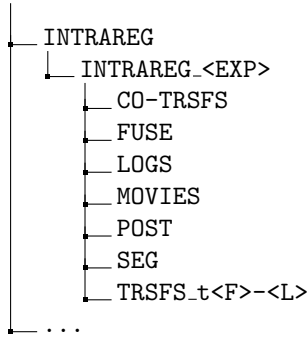 INTRAREG
INTRAREG_<EXP>
CO-TRSFS
FUSE
LOGS
MOVIES
POST
SEG
TRSFS_t<F>-<L>
...